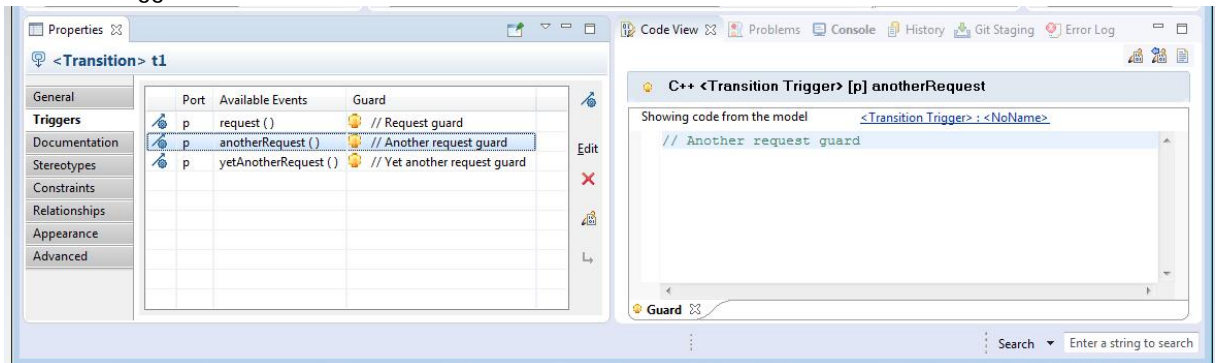 Properties
<Transition> t1
General
Triggers
Documentation
Stereotypes
Constraints
Relationships
Appearance
Advanced
Port Available Events Guard
p request ( ) // Request guard
p anotherRequest ( ) // Another request guard
p yetAnotherRequest ( ) // Yet another request guard
Edit
Code View Problems Console History Git Staging Error Log
C++ <Transition Trigger> [p] anotherRequest
Showing code from the model <Transition Trigger> : <NoName>
// Another request guard
Guard
Search Enter a string to search